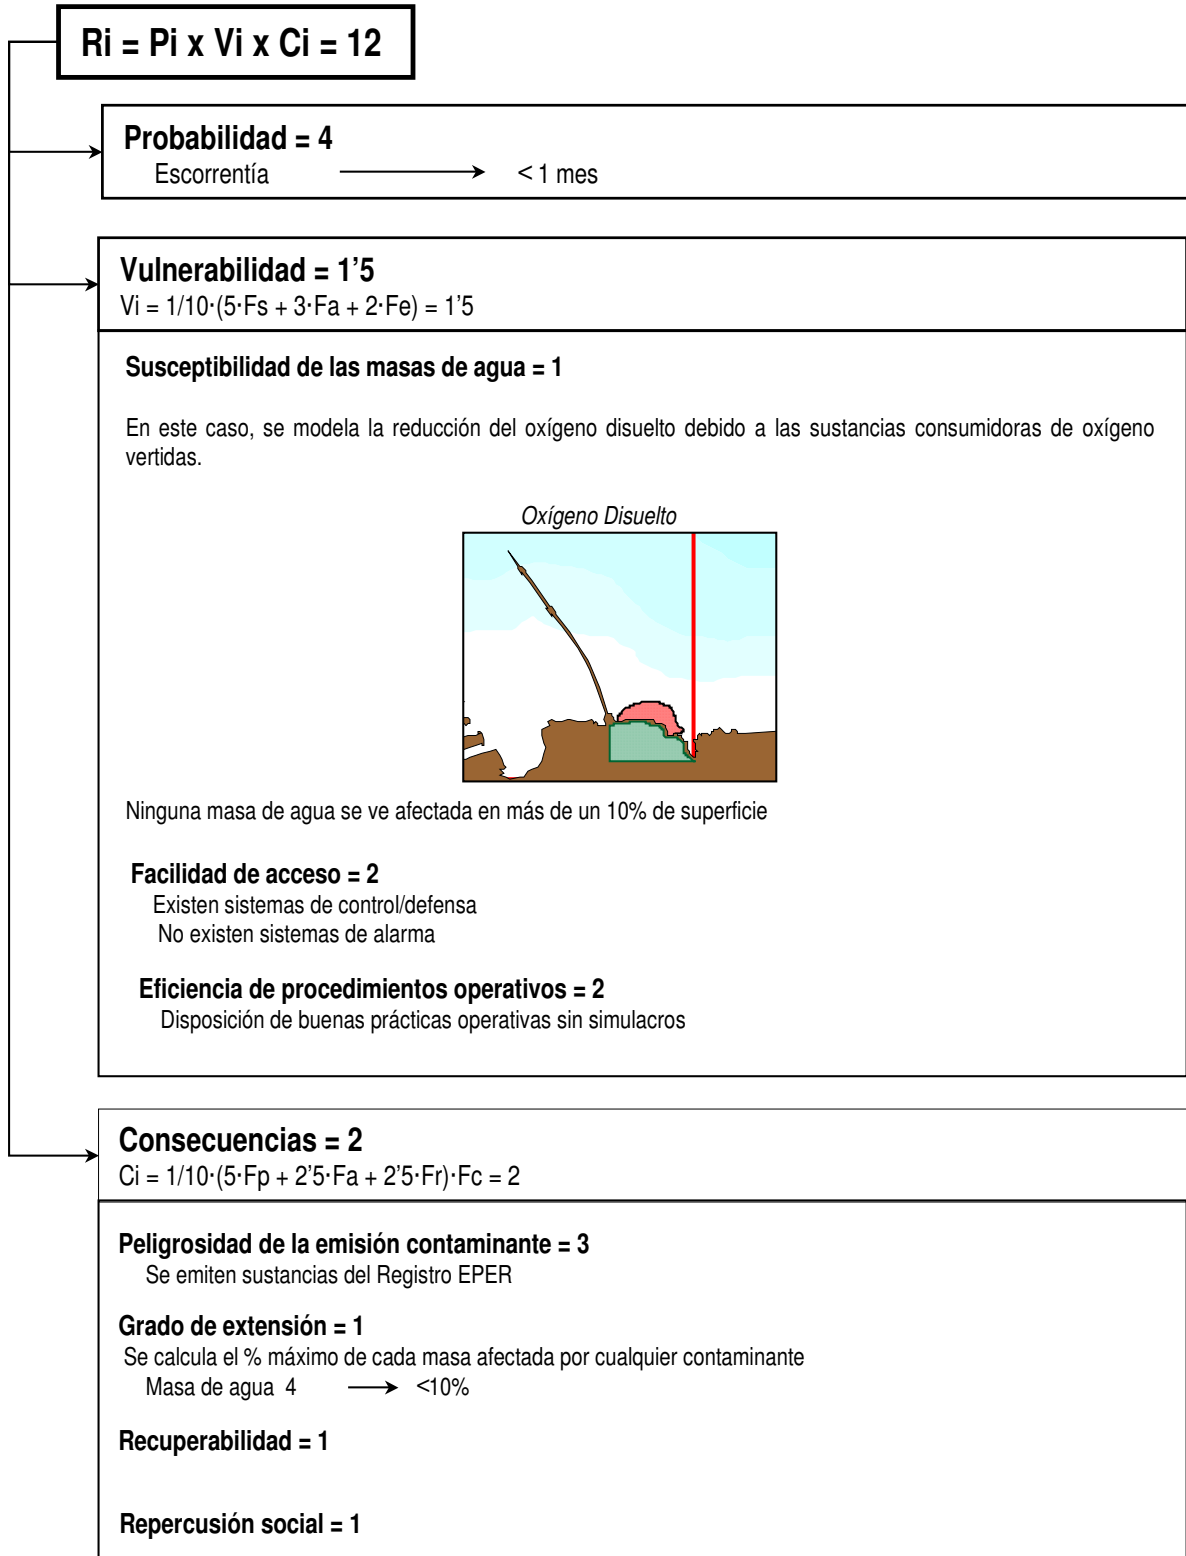 Ri = Pi x Vi x Ci = 12
Probabilidad = 4
Escorrentía < 1 mes
Vulnerabilidad = 1’5
Vi = 1/10·(5·Fs + 3·Fa + 2·Fe) = 1’5
Susceptibilidad de las masas de agua = 1
En este caso, se modela la reducción del oxígeno disuelto debido a las sustancias consumidoras de oxígeno
vertidas.
Oxígeno Disuelto
Ninguna masa de agua se ve afectada en más de un 10% de superficie
Facilidad de acceso = 2
Existen sistemas de control/defensa
No existen sistemas de alarma
Eficiencia de procedimientos operativos = 2
Disposición de buenas prácticas operativas sin simulacros
Consecuencias = 2
Ci = 1/10·(5·Fp + 2’5·Fa + 2’5·Fr)·Fc = 2
Peligrosidad de la emisión contaminante = 3
Se emiten sustancias del Registro EPER
Grado de extensión = 1
Se calcula el % máximo de cada masa afectada por cualquier contaminante
Masa de agua 4 <10%
Recuperabilidad = 1
Repercusión social = 1